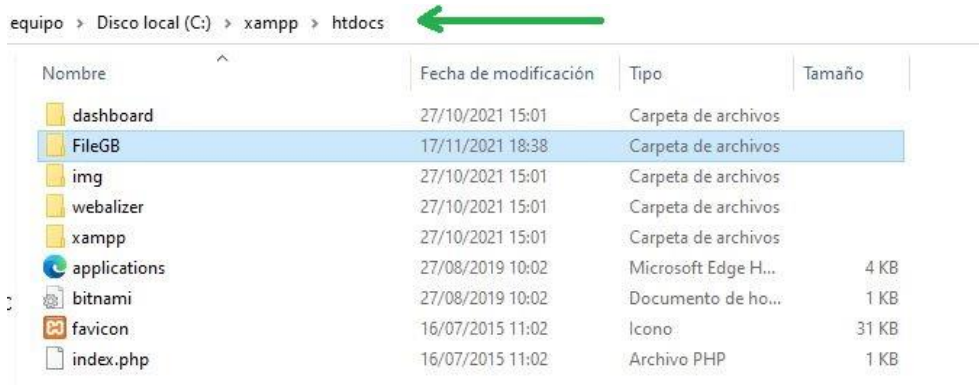 equipo > Disco local (C:) > xampp > htdocs
Nombre Fecha de modificación Tipo Tamaño
dashboard 27/10/2021 15:01 Carpeta de archivos
FileGB 17/11/2021 18:38 Carpeta de archivos
img 27/10/2021 15:01 Carpeta de archivos
webalizer 27/10/2021 15:01 Carpeta de archivos
xampp 27/10/2021 15:01 Carpeta de archivos
applications 27/08/2019 10:02 Microsoft Edge H... 4 KB
bitnami 27/08/2019 10:02 Documento de ho... 1 KB
favicon 16/07/2015 11:02 Icono 31 KB
index.php 16/07/2015 11:02 Archivo PHP 1 KB